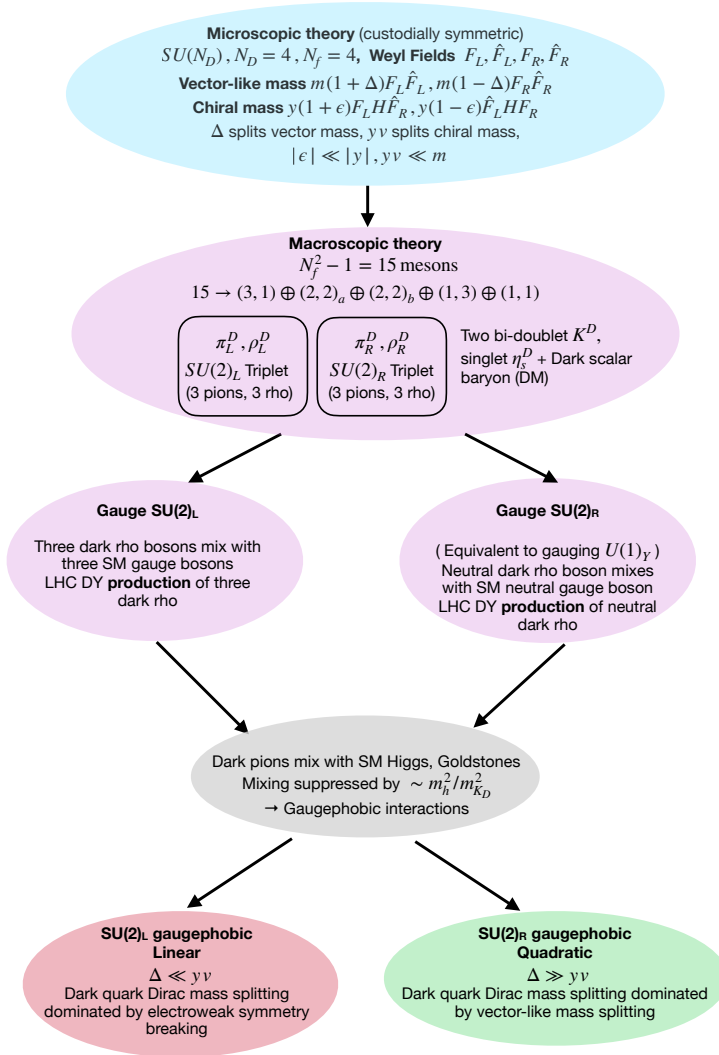 Microscopic theory (custodially symmetric)
SU(N_D), N_D = 4, N_f = 4, Weyl Fields F_L, F̂_L, F_R, F̂_R
Vector-like mass m(1 + Δ)F_L F̂_L, m(1 − Δ)F_R F̂_R
Chiral mass y(1 + ϵ)F_L H F̂_R, y(1 − ϵ)F̂_L H F_R
Δ splits vector mass, yv splits chiral mass,
|ϵ| ≪ |y|, yv ≪ m
Macroscopic theory
N_f^2 − 1 = 15 mesons
15 → (3, 1) ⊕ (2, 2)_a ⊕ (2, 2)_b ⊕ (1, 3) ⊕ (1, 1)
π_L^D, ρ_L^D
SU(2)_L Triplet
(3 pions, 3 rho)
π_R^D, ρ_R^D
SU(2)_R Triplet
(3 pions, 3 rho)
Two bi-doublet K^D,
singlet η_s^D + Dark scalar
baryon (DM)
Gauge SU(2)_L
Three dark rho bosons mix with
three SM gauge bosons
LHC DY production of three
dark rho
Gauge SU(2)_R
( Equivalent to gauging U(1)_Y)
Neutral dark rho boson mixes
with SM neutral gauge boson
LHC DY production of neutral
dark rho
Dark pions mix with SM Higgs, Goldstones
Mixing suppressed by ∼ m_h^2/m_{K_D}^2
→ Gaugephobic interactions
SU(2)_L gaugephobic
Linear
Δ ≪ yv
Dark quark Dirac mass splitting
dominated by electroweak symmetry
breaking
SU(2)_R gaugephobic
Quadratic
Δ ≫ yv
Dark quark Dirac mass splitting dominated
by vector-like mass splitting